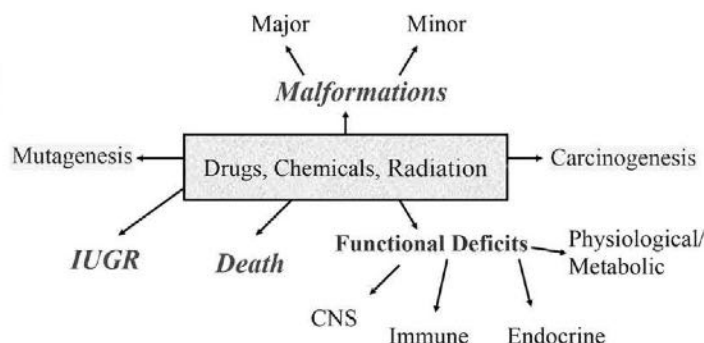 Major
Minor
Malformations
Mutagenesis
Drugs, Chemicals, Radiation
Carcinogenesis
IUGR
Death
Functional Deficits
Physiological/
Metabolic
CNS
Immune
Endocrine